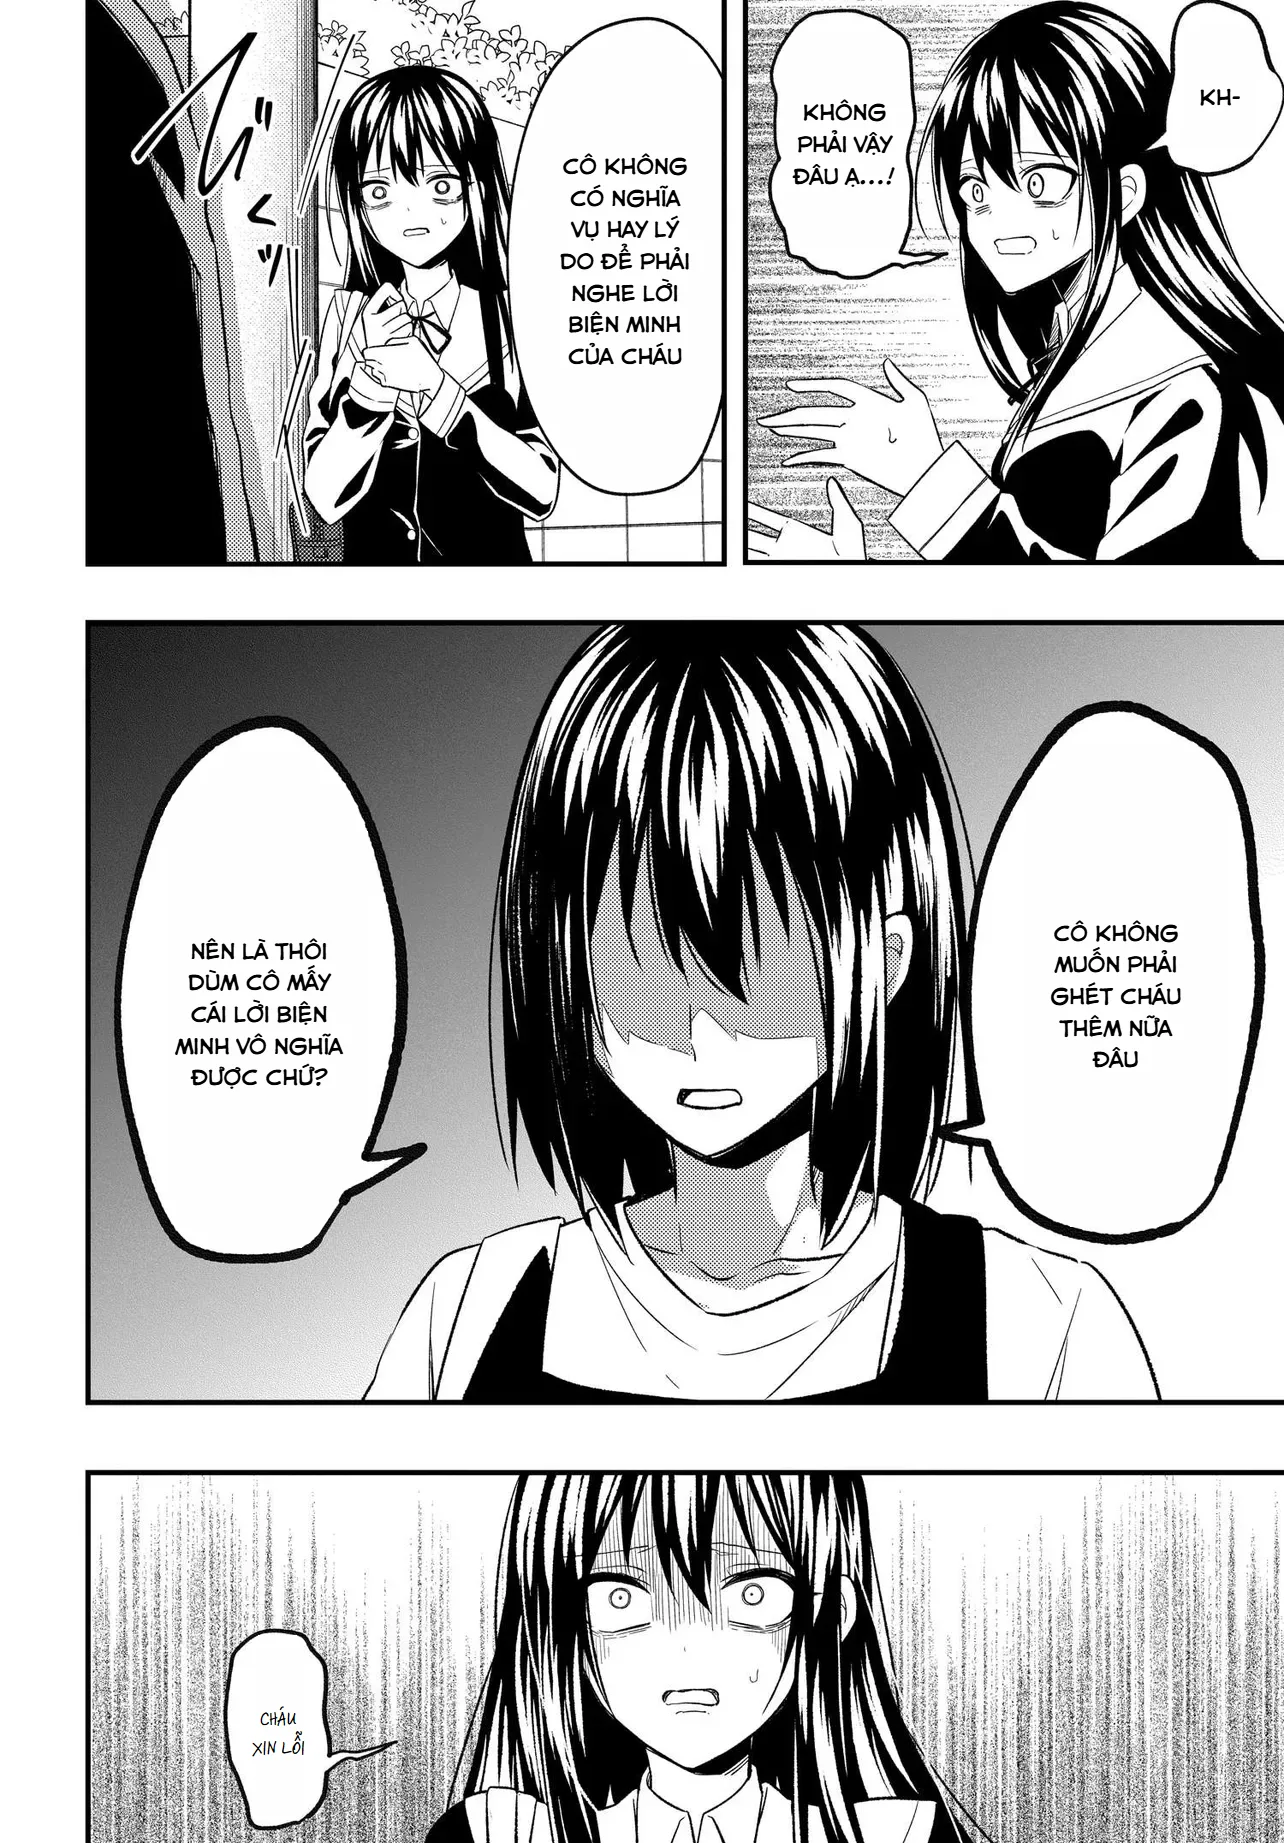 KH-
KHÔNG
PHẢI VẬY
ĐÂU Ạ...!
CÔ KHÔNG
CÓ NGHĨA
VỤ HAY LÝ
DO ĐỂ PHẢI
NGHE LỜI
BIỆN MINH
CỦA CHÁU
CÔ KHÔNG
MUỐN PHẢI
GHÉT CHÁU
THÊM NỮA
ĐÂU
NÊN LÀ THÔI
DÙM CÔ MẤY
CÁI LỜI BIỆN
MINH VÔ NGHĨA
ĐƯỢC CHỨ?
CHÁU
XIN LỖI